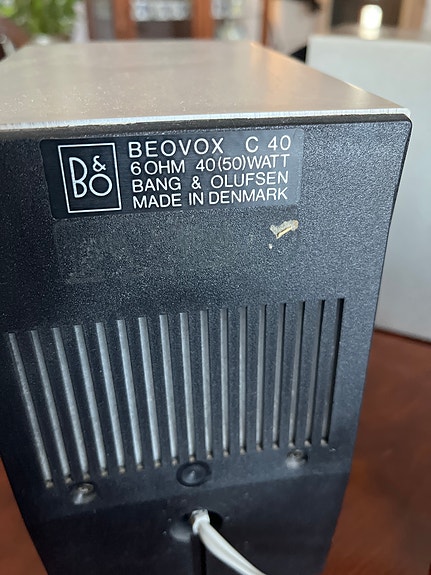 B&O
BEOVOX C 40
6 OHM 40(50) WATT
BANG & OLUFSEN
MADE IN DENMARK